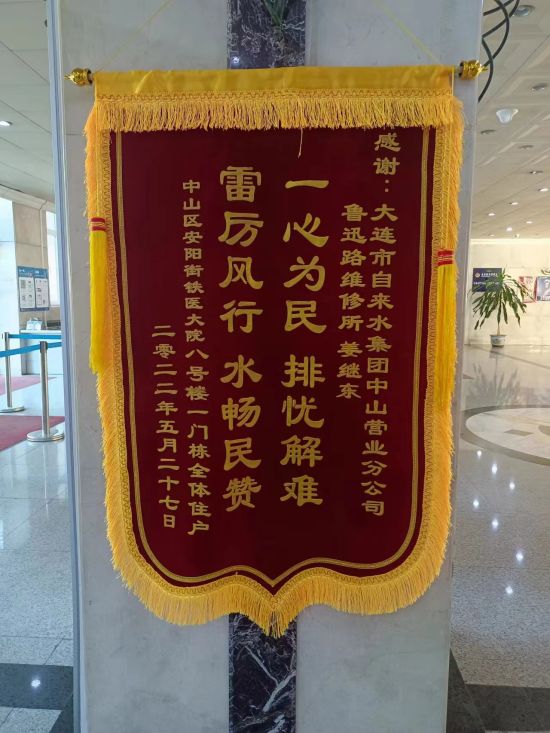 感谢：大连市自来水集团中山营业分公司
鲁迅路维修所 姜继东
一心为民 排忧解难
雷厉风行 水畅民赞
中山区安阳街铁医大院八号楼一门栋全体住户
二零二二年五月二十七日